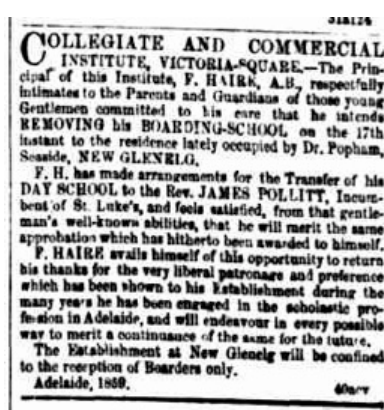 COLLEGIATE AND COMMERCIAL
INSTITUTE, VICTORIA-SQUARE.—The Prin-
cipal of this Institute, F. HAIRE, A.B., respectfully
intimates to the Parents and Guardians of those young
Gentlemen committed to his care that he intends
REMOVING his BOARDING-SCHOOL on the 17th
instant to the residence lately occupied by Dr. Popham,
Seaside, NEW GLENELG.
F. H. has made arrangements for the Transfer of his
DAY SCHOOL to the Rev. JAMES POLLITT, Incum-
bent of St. Luke's, and feels satisfied, from that gentle-
man's well-known abilities, that he will merit the same
approbation which has hitherto been awarded to himself.
F. HAIRE avails himself of this opportunity to return
his thanks for the very liberal patronage and preference
which has been shown to his Establishment during the
many years he has been engaged in the scholastic pro-
fession in Adelaide, and will endeavour in every possible
way to merit a continuance of the same for the future.
The Establishment at New Glenelg will be confined
to the reception of Boarders only.
Adelaide, 1859.